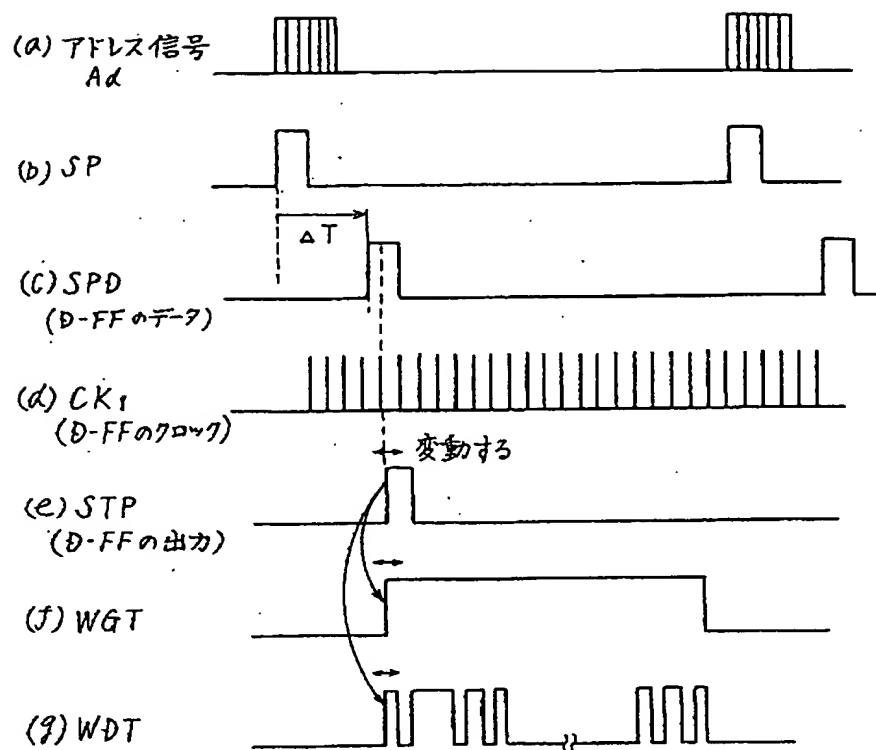 (a) アドレス信号
Ad
(b) SP
ΔT
(c) SPD
(D-FFのデータ)
(d) CK1
(D-FFのクロック)
変動する
(e) STP
(D-FFの出力)
(f) WGT
(g) WDT